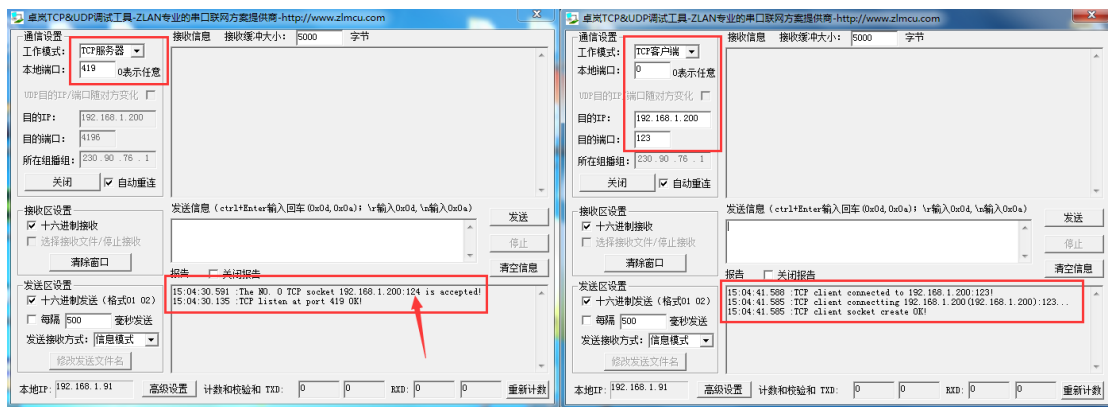 卓岚TCP&UDP调试工具-ZLAN专业的串口联网方案提供商-http://www.zlmcu.com
通信设置
工作模式: TCP服务器
本地端口: 419 0表示任意
UDP目的IP/端口随对方变化
目的IP: 192.168.1.200
目的端口: 4196
所在组播组: 230.90.76.1
关闭 自动重连
接收信息 接收缓冲大小: 5000 字节
接收区设置
十六进制接收
选择接收文件/停止接收
清除窗口
发送信息(ctrl+Enter输入回车(0x0d,0x0a); \r输入0x0d,\n输入0x0a)
发送
停止
清空信息
报告 关闭报告
15:04:30.591 :The NO. 0 TCP socket 192.168.1.200:124 is accepted!
15:04:30.135 :TCP listen at port 419 OK!
发送区设置
十六进制发送(格式01 02)
每隔 500 毫秒发送
发送接收方式: 信息模式
修改发送文件名
本地IP: 192.168.1.91 高级设置 计数和校验和 TXD: 0 0 RXD: 0 0 重新计数
卓岚TCP&UDP调试工具-ZLAN专业的串口联网方案提供商-http://www.zlmcu.com
通信设置
工作模式: TCP客户端
本地端口: 0 0表示任意
UDP目的IP/端口随对方变化
目的IP: 192.168.1.200
目的端口: 123
所在组播组: 230.90.76.1
关闭 自动重连
接收信息 接收缓冲大小: 5000 字节
接收区设置
十六进制接收
选择接收文件/停止接收
清除窗口
发送信息(ctrl+Enter输入回车(0x0d,0x0a); \r输入0x0d,\n输入0x0a)
发送
停止
清空信息
报告 关闭报告
15:04:41.588 :TCP client connected to 192.168.1.200:123!
15:04:41.585 :TCP client connectting 192.168.1.200(192.168.1.200):123...
15:04:41.585 :TCP client socket create OK!
发送区设置
十六进制发送(格式01 02)
每隔 500 毫秒发送
发送接收方式: 信息模式
修改发送文件名
本地IP: 192.168.1.91 高级设置 计数和校验和 TXD: 0 0 RXD: 0 0 重新计数